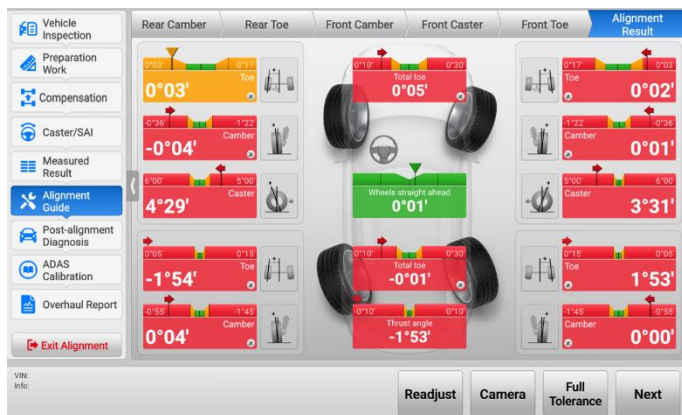 Vehicle
Inspection
Preparation
Work
Compensation
Caster/SAI
Measured
Result
Alignment
Guide
Post-alignment
Diagnosis
ADAS
Calibration
Overhaul Report
Exit Alignment
Rear Camber
Rear Toe
Front Camber
Front Caster
Front Toe
Alignment
Result
0°03' 0°17'
Toe
0°03'
-0°36' -1°22'
Camber
-0°04'
6°00' 5°00'
Caster
4°29'
0°05' 0°15'
Toe
-1°54'
-0°55' -1°45'
Camber
0°04'
0°10' 0°30'
Total toe
0°05'
Wheels straight ahead
0°01'
0°10' 0°30'
Total toe
-0°01'
-0°10' 0°10'
Thrust angle
-1°53'
0°17' 0°03'
Toe
0°02'
-1°22' -0°36'
Camber
0°01'
5°00' 6°00'
Caster
3°31'
0°15' 0°05'
Toe
1°53'
-1°45' -0°55'
Camber
0°00'
VIN:
Info:
Readjust
Camera
Full
Tolerance
Next